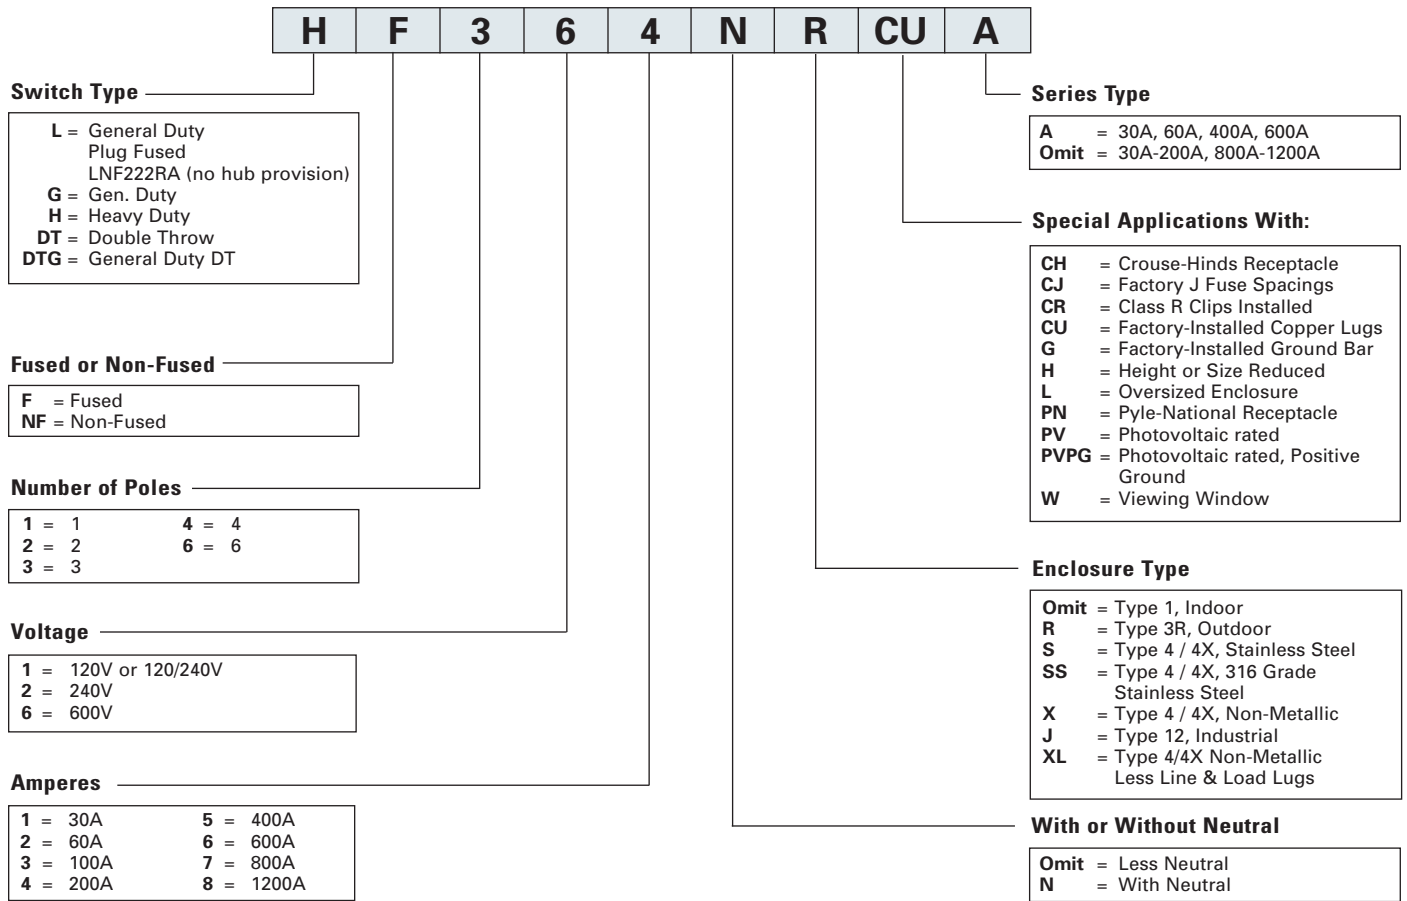 H F 3 6 4 N R CU A
Switch Type
L = General Duty
Plug Fused
LNF222RA (no hub provision)
G = Gen. Duty
H = Heavy Duty
DT = Double Throw
DTG = General Duty DT
Fused or Non-Fused
F = Fused
NF = Non-Fused
Number of Poles
1 = 1 4 = 4
2 = 2 6 = 6
3 = 3
Voltage
1 = 120V or 120/240V
2 = 240V
6 = 600V
Amperes
1 = 30A 5 = 400A
2 = 60A 6 = 600A
3 = 100A 7 = 800A
4 = 200A 8 = 1200A
Series Type
A = 30A, 60A, 400A, 600A
Omit = 30A-200A, 800A-1200A
Special Applications With:
CH = Crouse-Hinds Receptacle
CJ = Factory J Fuse Spacings
CR = Class R Clips Installed
CU = Factory-Installed Copper Lugs
G = Factory-Installed Ground Bar
H = Height or Size Reduced
L = Oversized Enclosure
PN = Pyle-National Receptacle
PV = Photovoltaic rated
PVPG = Photovoltaic rated, Positive
Ground
W = Viewing Window
Enclosure Type
Omit = Type 1, Indoor
R = Type 3R, Outdoor
S = Type 4 / 4X, Stainless Steel
SS = Type 4 / 4X, 316 Grade
Stainless Steel
X = Type 4 / 4X, Non-Metallic
J = Type 12, Industrial
XL = Type 4/4X Non-Metallic
Less Line & Load Lugs
With or Without Neutral
Omit = Less Neutral
N = With Neutral